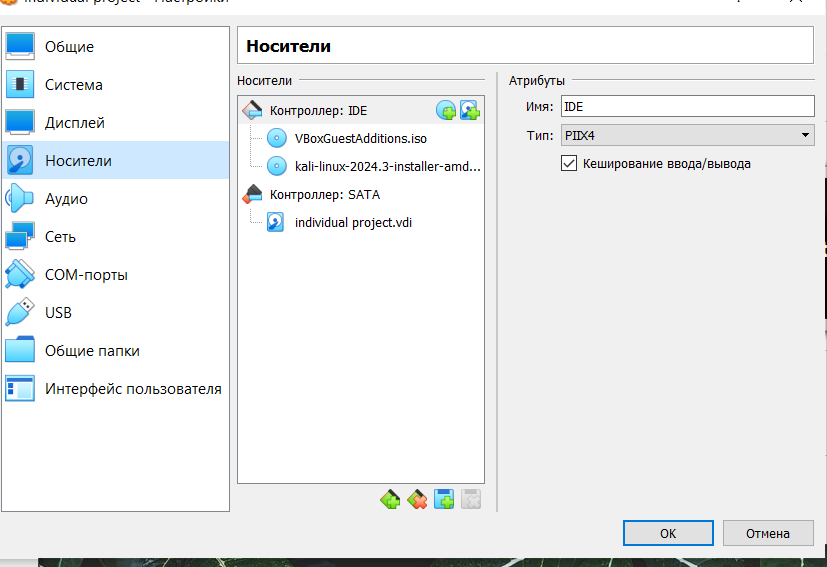 individual project - Настройки
Общие
Система
Дисплей
Носители
Аудио
Сеть
COM-порты
USB
Общие папки
Интерфейс пользователя
Носители
Носители
Контроллер: IDE
VBoxGuestAdditions.iso
kali-linux-2024.3-installer-amd...
Контроллер: SATA
individual project.vdi
Атрибуты
Имя: IDE
Тип: PIIX4
Кеширование ввода/вывода
OK
Отмена